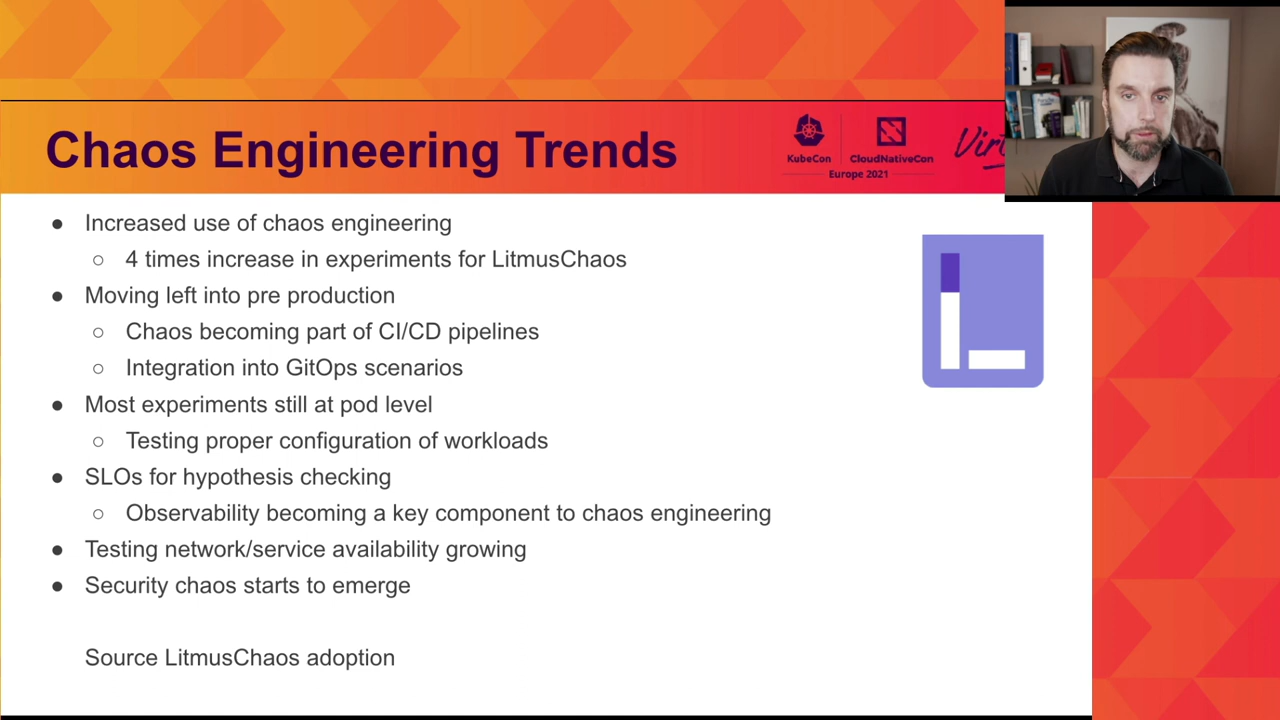 Chaos Engineering Trends
KubeCon
CloudNativeCon
Europe 2021
● Increased use of chaos engineering
○ 4 times increase in experiments for LitmusChaos
● Moving left into pre production
○ Chaos becoming part of CI/CD pipelines
○ Integration into GitOps scenarios
● Most experiments still at pod level
○ Testing proper configuration of workloads
● SLOs for hypothesis checking
○ Observability becoming a key component to chaos engineering
● Testing network/service availability growing
● Security chaos starts to emerge
Source LitmusChaos adoption